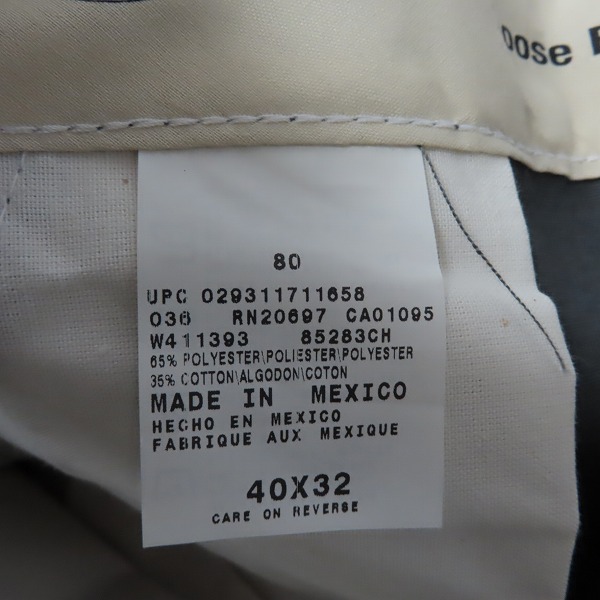 oose
80
UPC 029311711658
036 RN20697 CA01095
W411393 85283CH
65% POLYESTER\POLIESTER\POLYESTER
35% COTTON\ALGODON\COTON
MADE IN MEXICO
HECHO EN MEXICO
FABRIQUE AUX MEXIQUE
40X32
CARE ON REVERSE